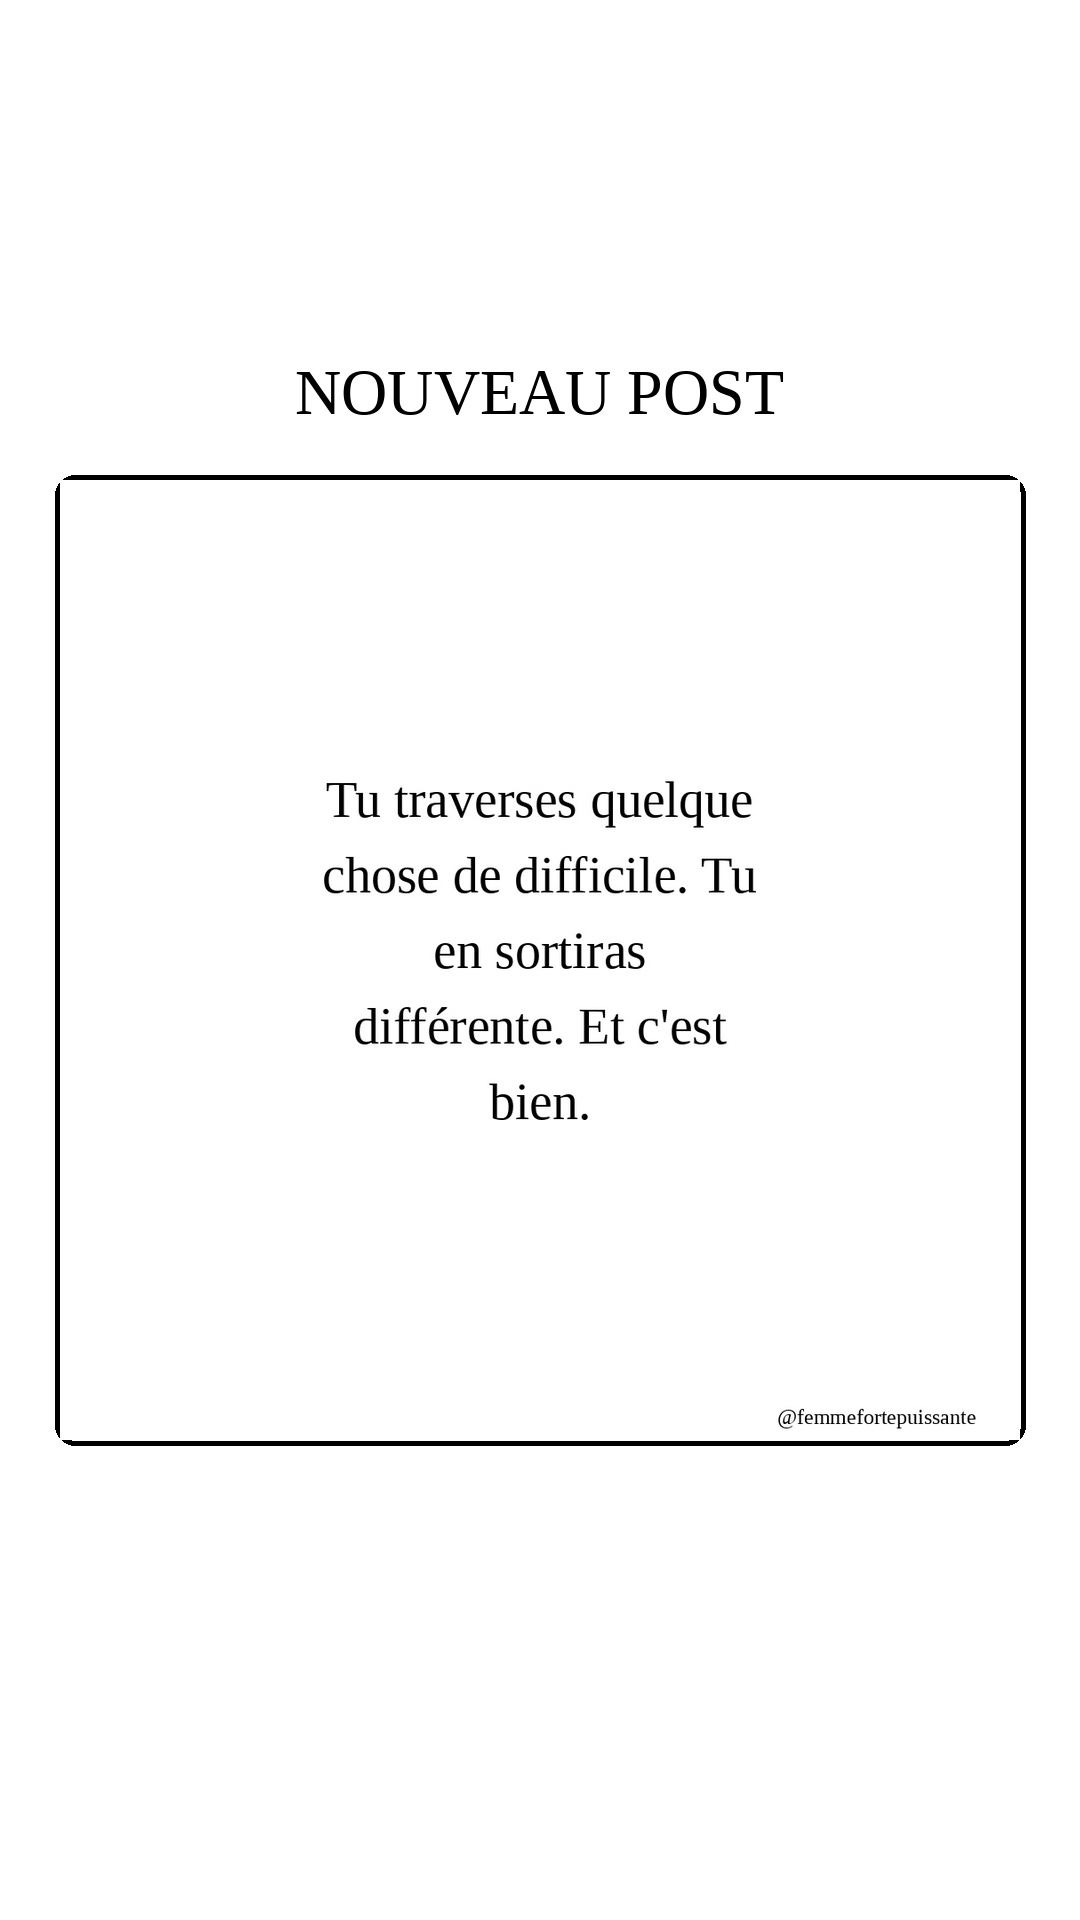 NOUVEAU POST
Tu traverses quelque
chose de difficile. Tu
en sortiras
différente. Et c'est
bien.
@femmefortepuissante